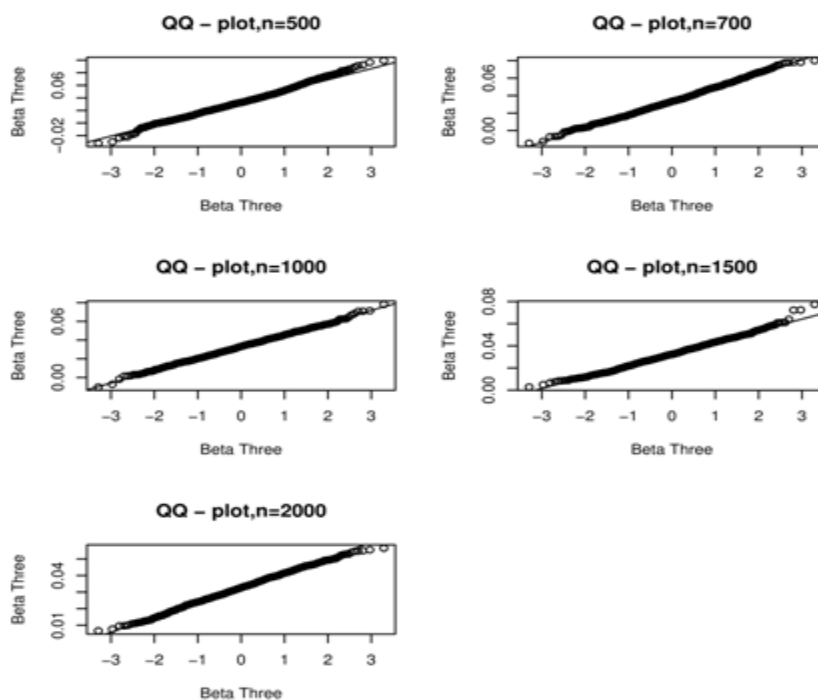 QQ – plot,n=500
Beta Three
0.06
−0.02
−3 −2 −1 0 1 2 3
Beta Three
QQ – plot,n=700
Beta Three
0.06
0.00
−3 −2 −1 0 1 2 3
Beta Three
QQ – plot,n=1000
Beta Three
0.06
0.00
−3 −2 −1 0 1 2 3
Beta Three
QQ – plot,n=1500
Beta Three
0.08
0.04
0.00
−3 −2 −1 0 1 2 3
Beta Three
QQ – plot,n=2000
Beta Three
0.04
0.01
−3 −2 −1 0 1 2 3
Beta Three